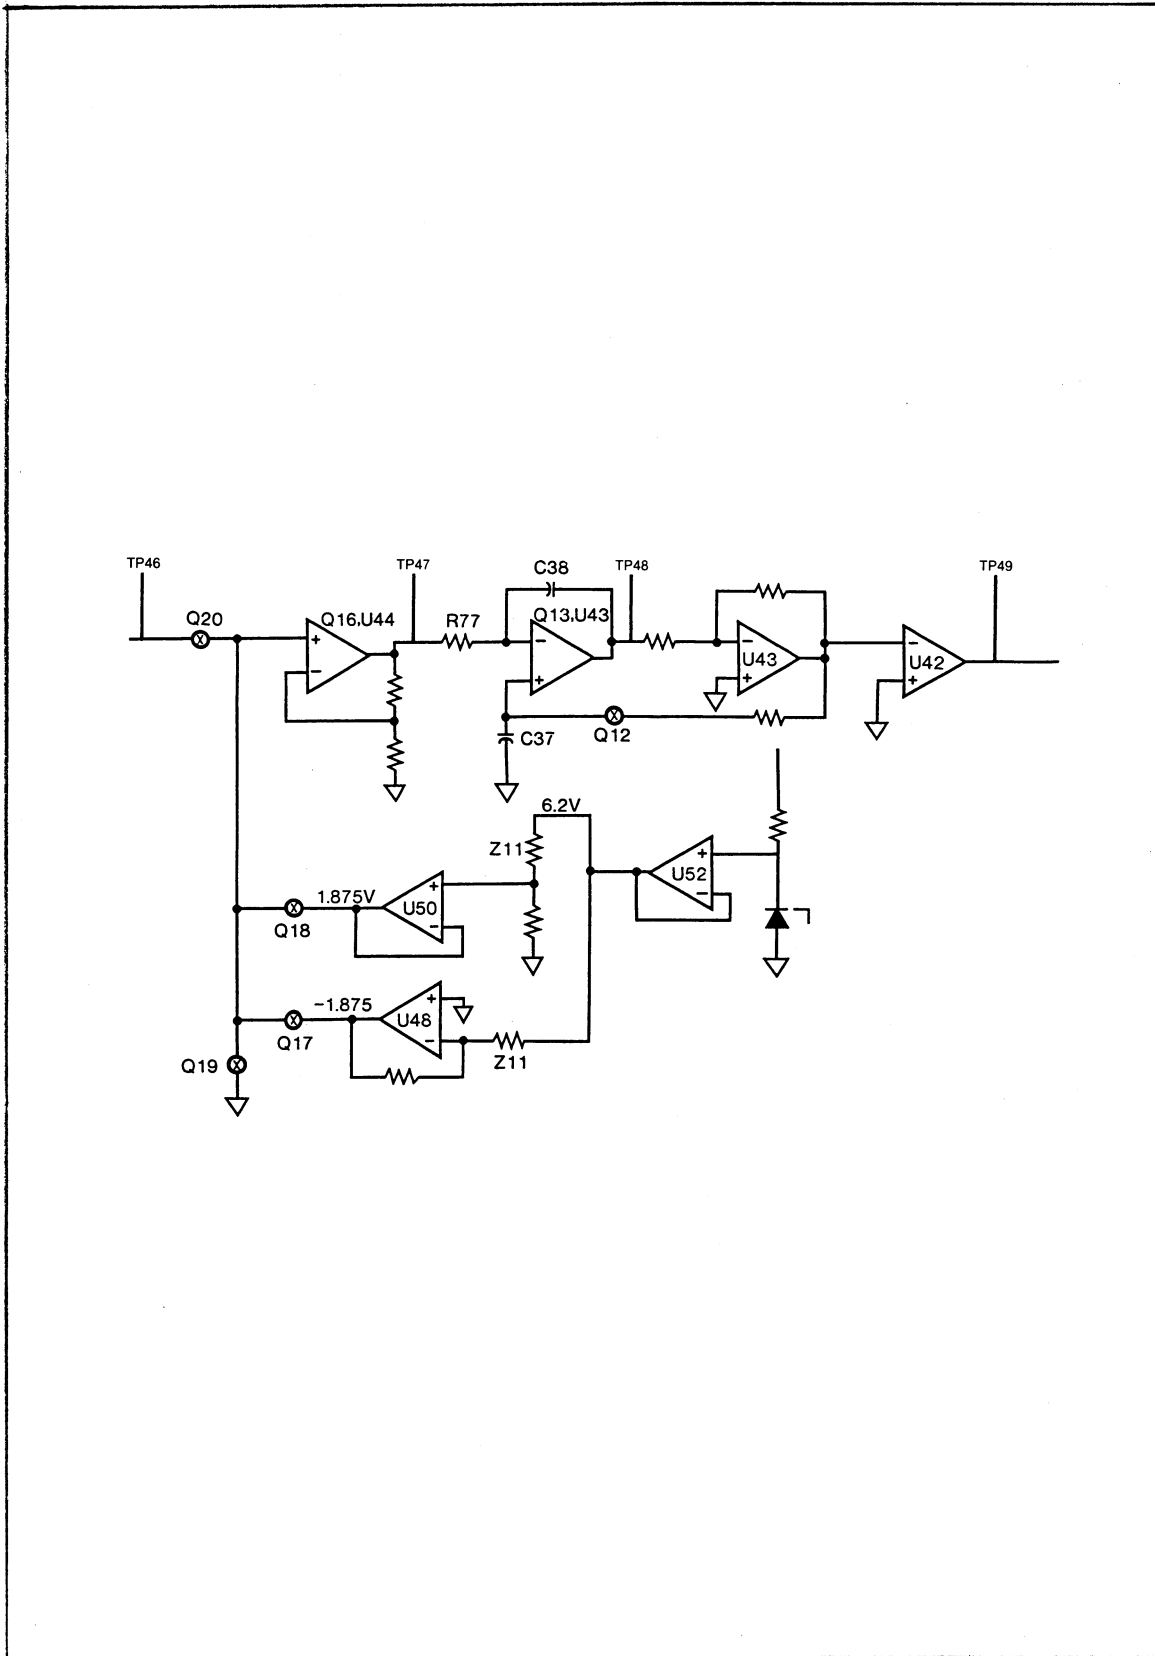 TP46
TP47
C38
TP48
TP49
Q20
Q16,U44
R77
Q13,U43
+
−
−
+
−
U43
+
−
U42
+
C37
Q12
6.2V
Z11
+
U52
−
1.875V
+
U50
−
Q18
−1.875
+
U48
−
Q17
Z11
Q19